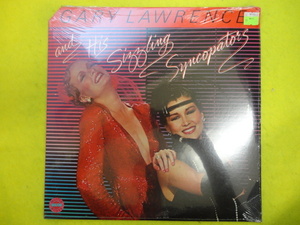 GARY LAWRENCE
and His
Sizzling
Syncopators